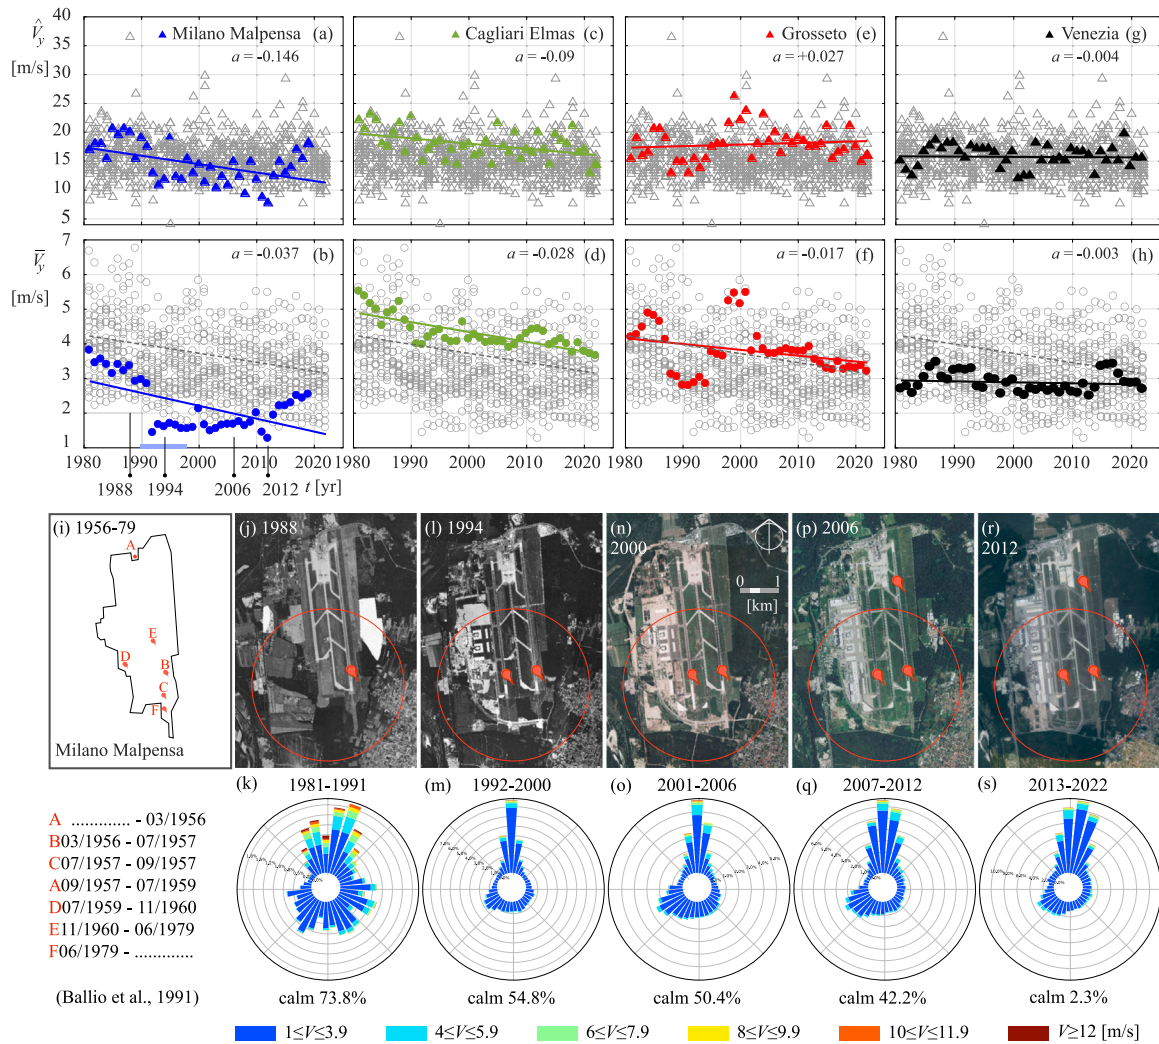 V̂y
[m/s]
40
35
30
25
20
15
10
5
Milano Malpensa (a)
a = -0.146
Cagliari Elmas (c)
a = -0.09
Grosseto (e)
a = +0.027
Venezia (g)
a = -0.004
V̅y
[m/s]
7
6
5
4
3
2
1
a = -0.037 (b)
a = -0.028 (d)
a = -0.017 (f)
a = -0.003 (h)
1980 1990 2000 2010 2020
1980 1990 2000 2010 2020
1980 1990 2000 2010 2020
1980 1990 2000 2010 2020
1988 1994 2006 2012 t [yr]
(i) 1956-79
A
E
D
B
C
F
Milano Malpensa
(j) 1988
(l) 1994
(n)
2000
0 1
[km]
(p) 2006
(r)
2012
A ............. - 03/1956
B 03/1956 - 07/1957
C 07/1957 - 09/1957
A 09/1957 - 07/1959
D 07/1959 - 11/1960
E 11/1960 - 06/1979
F 06/1979 - .............
(Ballio et al., 1991)
(k) 1981-1991
calm 73.8%
(m) 1992-2000
calm 54.8%
(o) 2001-2006
calm 50.4%
(q) 2007-2012
calm 42.2%
(s) 2013-2022
calm 2.3%
1≤V≤3.9 4≤V≤5.9 6≤V≤7.9 8≤V≤9.9 10≤V≤11.9 V≥12 [m/s]